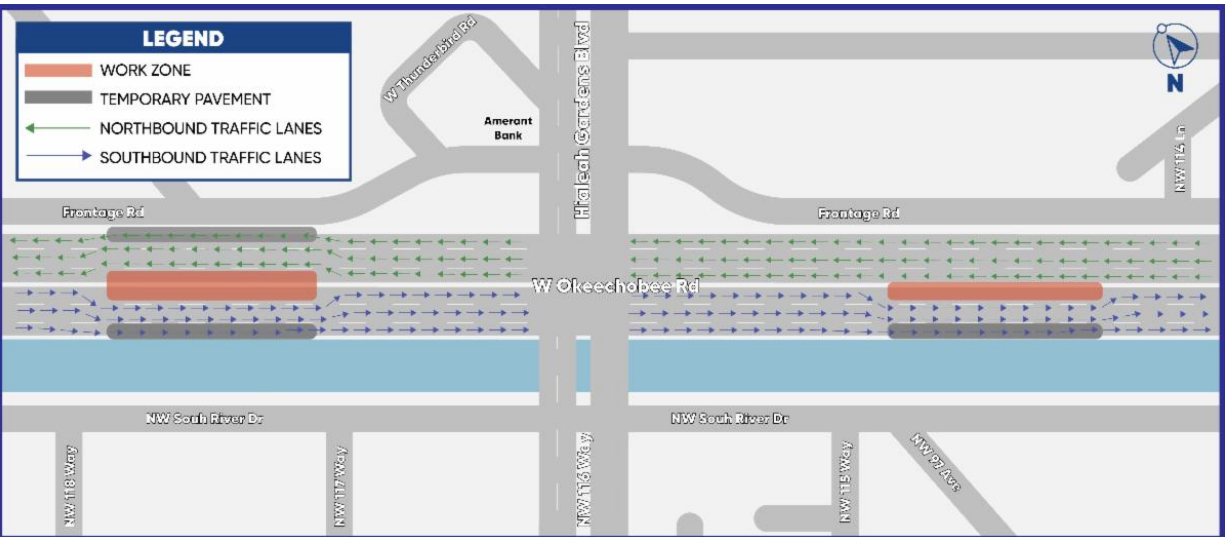 LEGEND
WORK ZONE
TEMPORARY PAVEMENT
NORTHBOUND TRAFFIC LANES
SOUTHBOUND TRAFFIC LANES
W Thunderbird Rd
Amerant
Bank
Hialeah Gardens Blvd
N
NW 114 Ln
Frontage Rd
Frontage Rd
W Okeechobee Rd
NW Souh River Dr
NW Souh River Dr
NW 118 Way
NW 117 Way
NW 116 Way
NW 115 Way
NW 97 Ave